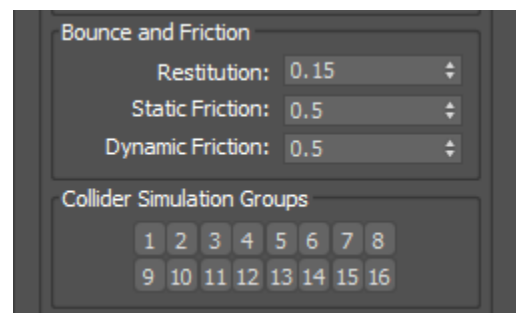 Bounce and Friction
Restitution: 0.15
Static Friction: 0.5
Dynamic Friction: 0.5
Collider Simulation Groups
1 2 3 4 5 6 7 8
9 10 11 12 13 14 15 16